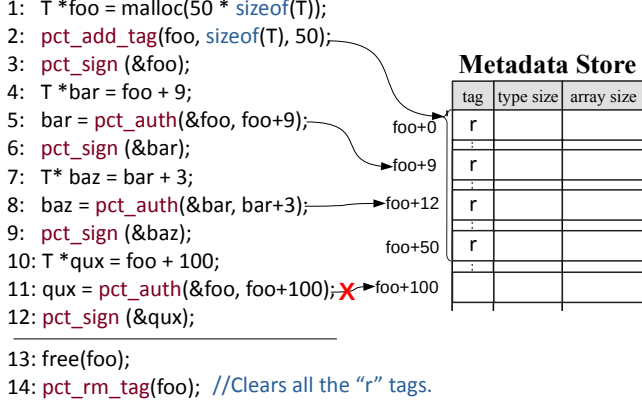 1: T *foo = malloc(50 * sizeof(T));
2: pct_add_tag(foo, sizeof(T), 50);
3: pct_sign (&foo);
4: T *bar = foo + 9;
5: bar = pct_auth(&foo, foo+9);
6: pct_sign (&bar);
7: T* baz = bar + 3;
8: baz = pct_auth(&bar, bar+3);
9: pct_sign (&baz);
10: T *qux = foo + 100;
11: qux = pct_auth(&foo, foo+100);
12: pct_sign (&qux);
13: free(foo);
14: pct_rm_tag(foo); //Clears all the “r” tags.
Metadata Store
tag type size array size
foo+0 r
foo+9 r
foo+12 r
foo+50 r
X foo+100